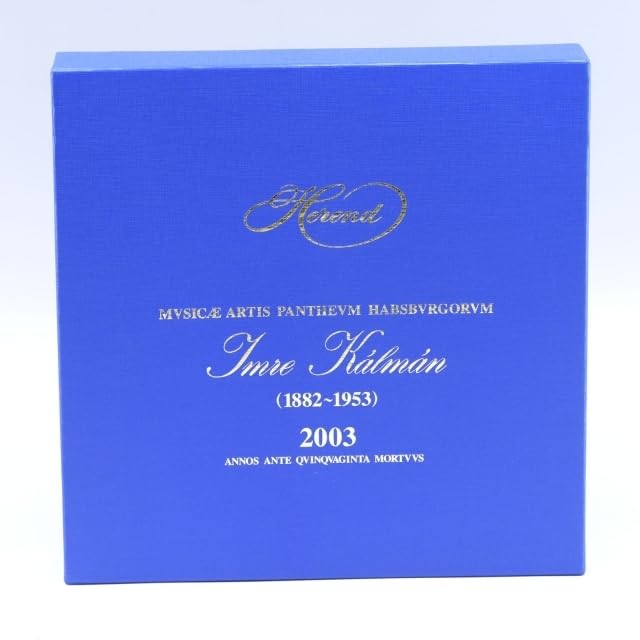 Herend
MVSICÆ ARTIS PANTHEVM HABSBVRGORVM
Imre Kálmán
(1882~1953)
2003
ANNOS ANTE QVINQVAGINTA MORTVVS